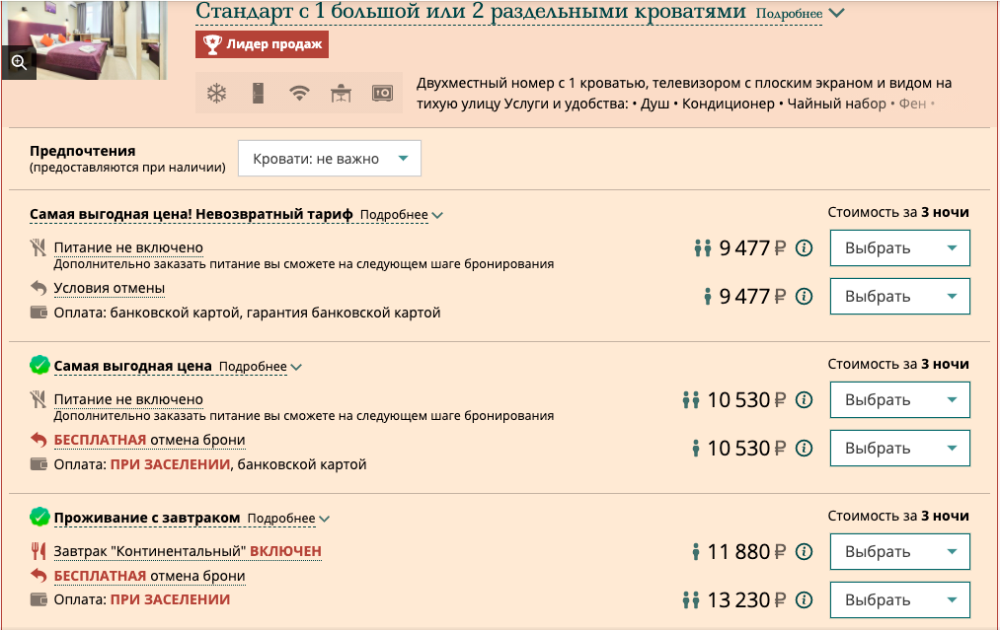 Стандарт с 1 большой или 2 раздельными кроватями Подробнее
Лидер продаж
Двухместный номер с 1 кроватью, телевизором с плоским экраном и видом на
тихую улицу Услуги и удобства: • Душ • Кондиционер • Чайный набор • Фен •
Предпочтения
(предоставляются при наличии)
Кровати: не важно
Самая выгодная цена! Невозвратный тариф Подробнее
Стоимость за 3 ночи
Питание не включено
Дополнительно заказать питание вы сможете на следующем шаге бронирования
9 477 ₽ Выбрать
Условия отмены
9 477 ₽ Выбрать
Оплата: банковской картой, гарантия банковской картой
Самая выгодная цена Подробнее
Стоимость за 3 ночи
Питание не включено
Дополнительно заказать питание вы сможете на следующем шаге бронирования
10 530 ₽ Выбрать
БЕСПЛАТНАЯ отмена брони
10 530 ₽ Выбрать
Оплата: ПРИ ЗАСЕЛЕНИИ, банковской картой
Проживание с завтраком Подробнее
Стоимость за 3 ночи
Завтрак "Континентальный" ВКЛЮЧЕН
11 880 ₽ Выбрать
БЕСПЛАТНАЯ отмена брони
Оплата: ПРИ ЗАСЕЛЕНИИ
13 230 ₽ Выбрать